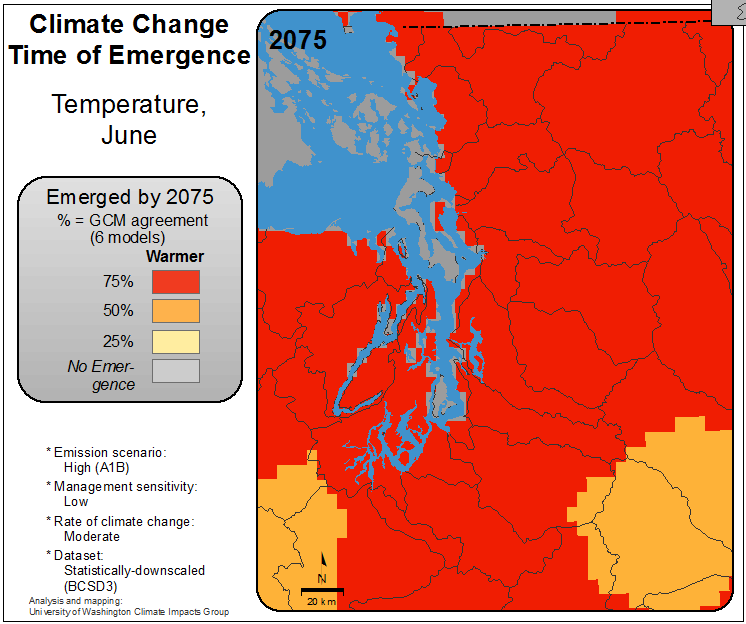 Climate Change
Time of Emergence
Temperature,
June
Emerged by 2075
% = GCM agreement
(6 models)
Warmer
75%
50%
25%
No Emer-
gence
* Emission scenario:
High (A1B)
* Management sensitivity:
Low
* Rate of climate change:
Moderate
* Dataset:
Statistically-downscaled
(BCSD3)
Analysis and mapping:
University of Washington Climate Impacts Group
2075
N
20 km